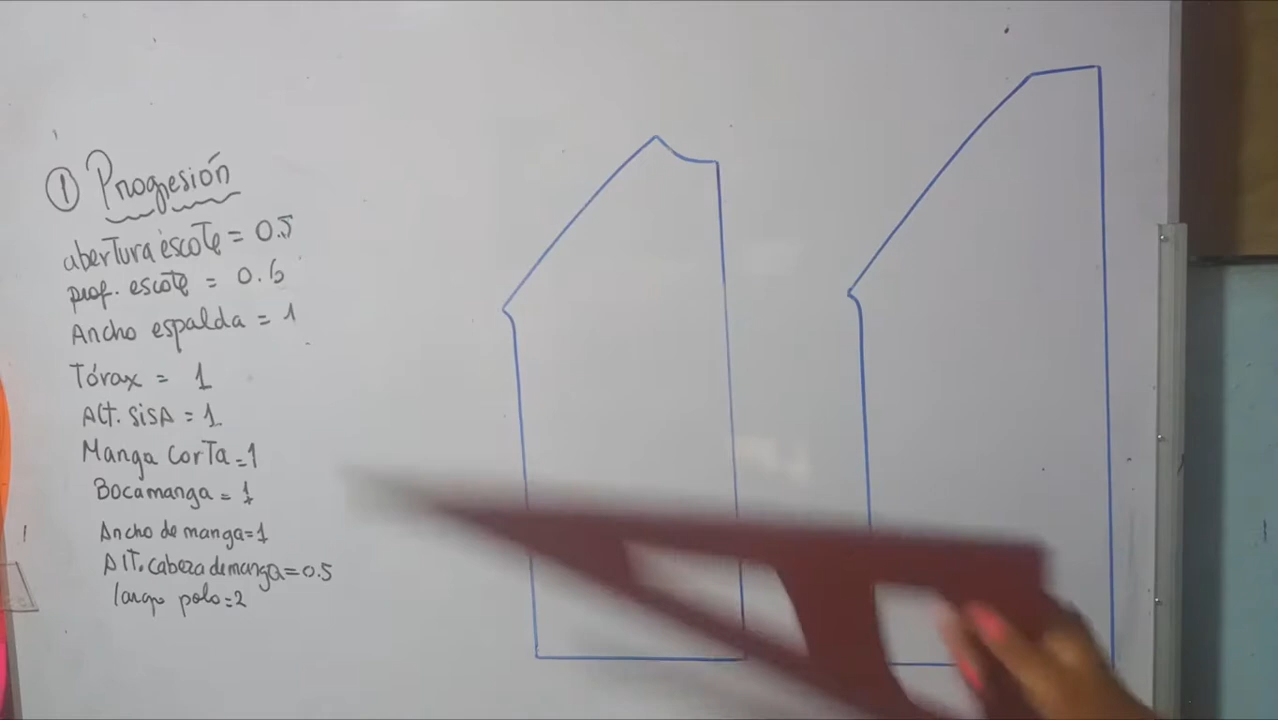 ① Progresión
abertura escote = 0.5
prof. escote = 0.6
Ancho espalda = 1
Tórax = 1
Alt. sisA = 1
Manga corta = 1
Bocamanga = 1
Ancho de manga = 1
Alt. cabeza de manga = 0.5
largo polo = 2